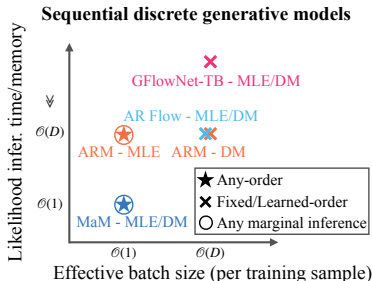 Sequential discrete generative models
Likelihood infer. time/memory
≫
GFlowNet-TB - MLE/DM
AR Flow - MLE/DM
𝒪(D)
ARM - MLE
ARM - DM
Any-order
Fixed/Learned-order
Any marginal inference
𝒪(1)
MaM - MLE/DM
𝒪(1)
𝒪(D)
Effective batch size (per training sample)